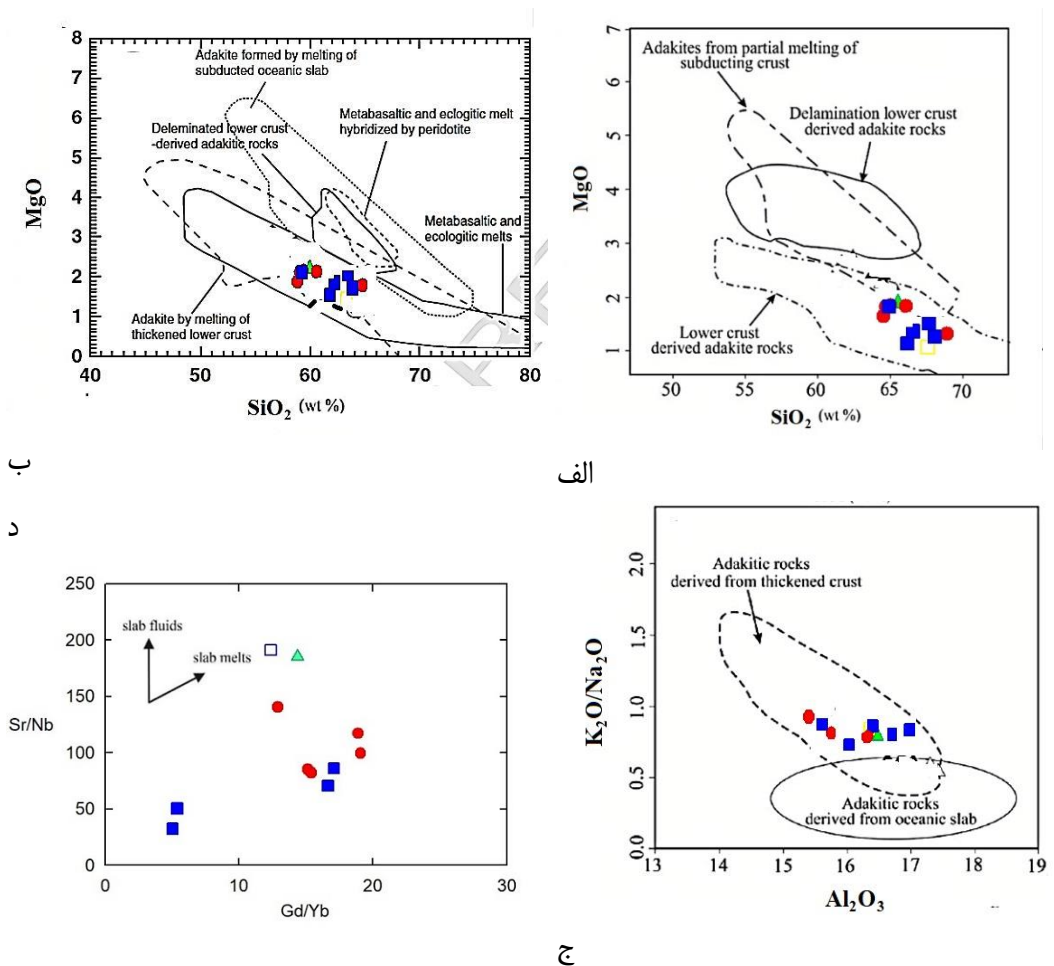 8
7
6
5
4
3
2
1
0
MgO
Adakite formed by melting of
subducted oceanic slab
Metabasaltic and eclogitic melt
hybridized by peridotite
Deleminated lower crust
-derived adakitic rocks
Metabasaltic and
ecologitic melts
Adakite by melting of
thickened lower crust
40
50
60
70
80
SiO2 (wt %)
ب
7
6
5
4
3
2
1
MgO
Adakites from partial melting of
subducting crust
Delamination lower crust
derived adakite rocks
Lower crust
derived adakite rocks
50
55
60
65
70
SiO2 (wt %)
الف
د
250
200
150
100
50
0
Sr/Nb
slab fluids
slab melts
0
10
20
30
Gd/Yb
2.0
1.5
1.0
0.5
0.0
K2O/Na2O
Adakitic rocks
derived from thickened crust
Adakitic rocks
derived from oceanic slab
13
14
15
16
17
18
19
Al2O3
ج